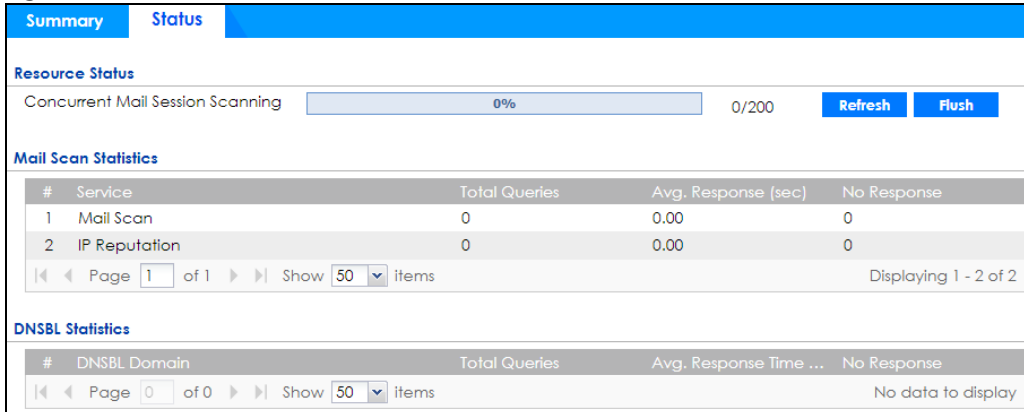 Summary Status
Resource Status
Concurrent Mail Session Scanning 0% 0/200 Refresh Flush
Mail Scan Statistics
# Service Total Queries Avg. Response (sec) No Response
1 Mail Scan 0 0.00 0
2 IP Reputation 0 0.00 0
Page 1 of 1 Show 50 items Displaying 1 - 2 of 2
DNSBL Statistics
# DNSBL Domain Total Queries Avg. Response Time ... No Response
Page 0 of 0 Show 50 items No data to display